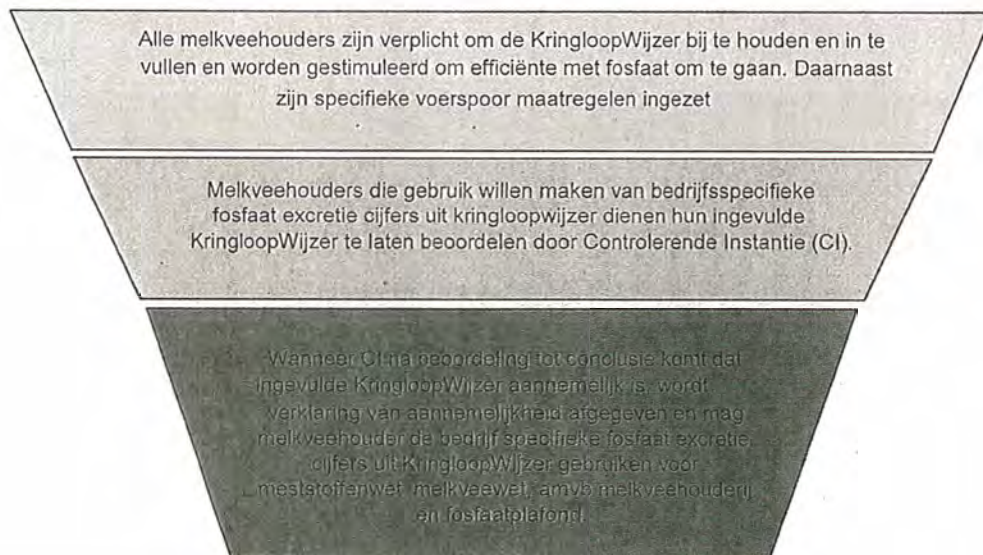 Alle melkveehouders zijn verplicht om de KringloopWijzer bij te houden en in te
vullen en worden gestimuleerd om efficiënte met fosfaat om te gaan. Daarnaast
zijn specifieke voerspoor maatregelen ingezet
Melkveehouders die gebruik willen maken van bedrijfsspecifieke
fosfaat excretie cijfers uit kringloopwijzer dienen hun ingevulde
KringloopWijzer te laten beoordelen door Controlerende Instantie (CI).
Wanneer CI na beoordeling tot conclusie komt dat
ingevulde KringloopWijzer aannemelijk is, wordt
verklaring van aannemelijkheid afgegeven en mag
melkveehouder de bedrijf specifieke fosfaat excretie
cijfers uit KringloopWijzer gebruiken voor
meststoffenwet, melkveewet, amvb melkveehouderij
en fosfaatplafond.